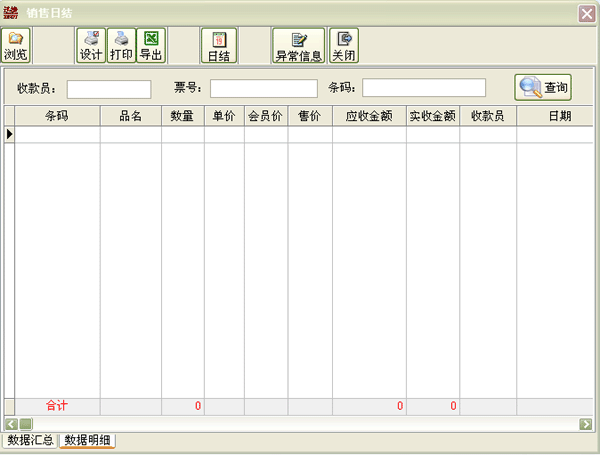 销售日结
浏览 设计 打印 导出 日结 异常信息 关闭
收款员： 票号： 条码： 查询
条码 品名 数量 单价 会员价 售价 应收金额 实收金额 收款员 日期
合计 0 0 0
数据汇总 数据明细